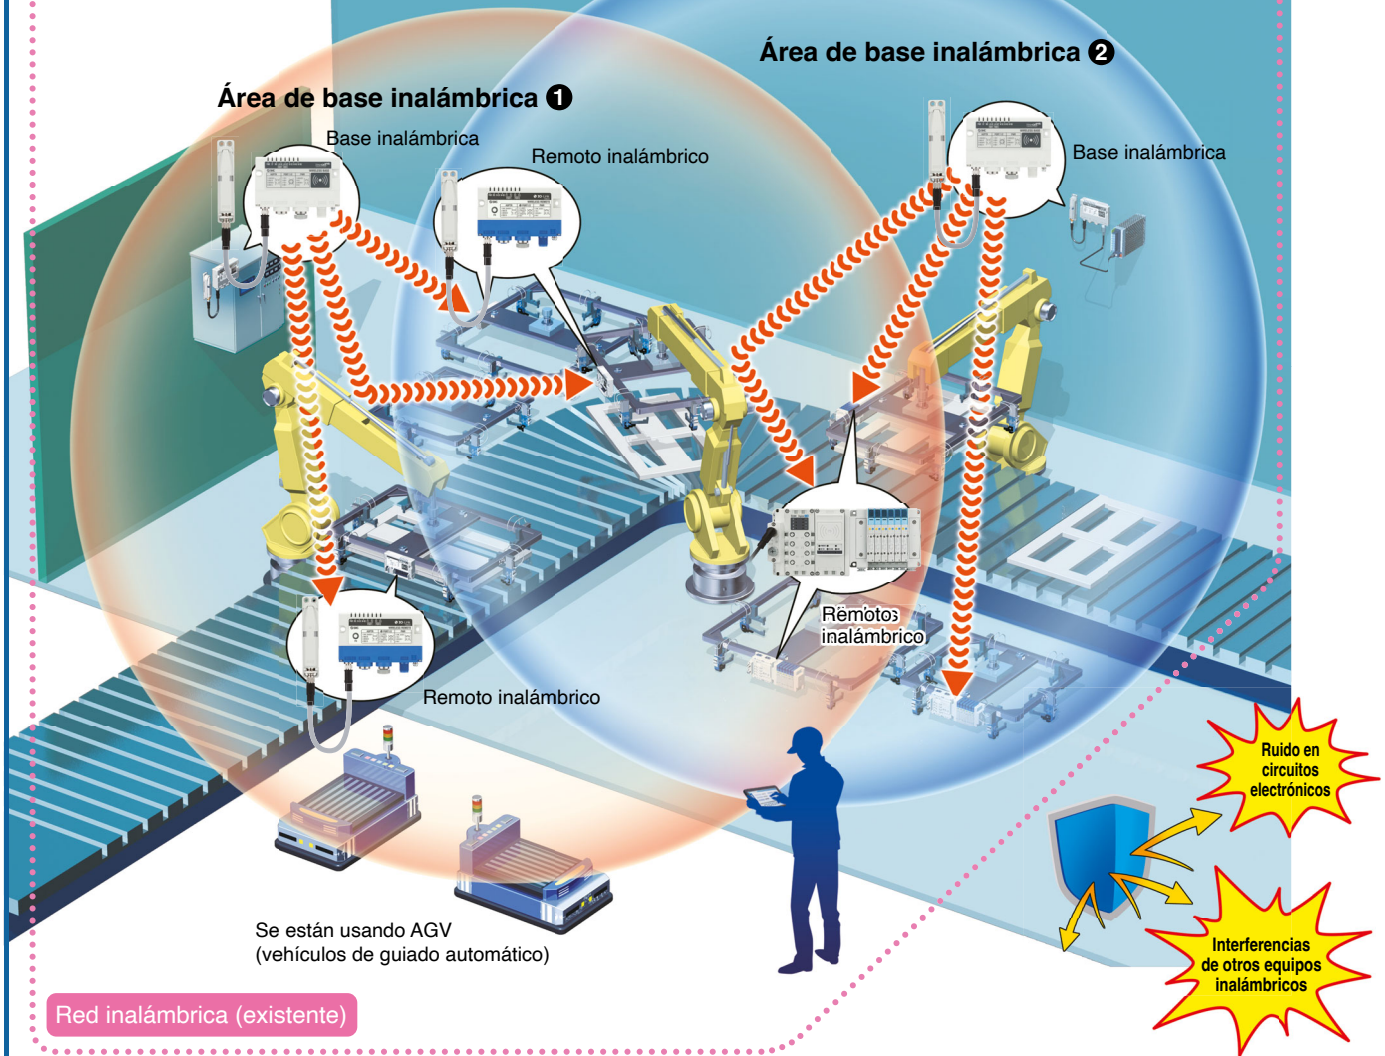 Área de base inalámbrica 2
Área de base inalámbrica 1
Base inalámbrica
Remoto inalámbrico
Base inalámbrica
Remotos
inalámbrico
Remoto inalámbrico
Ruido en
circuitos
electrónicos
Se están usando AGV
(vehículos de guiado automático)
Interferencias
de otros equipos
inalámbricos
Red inalámbrica (existente)